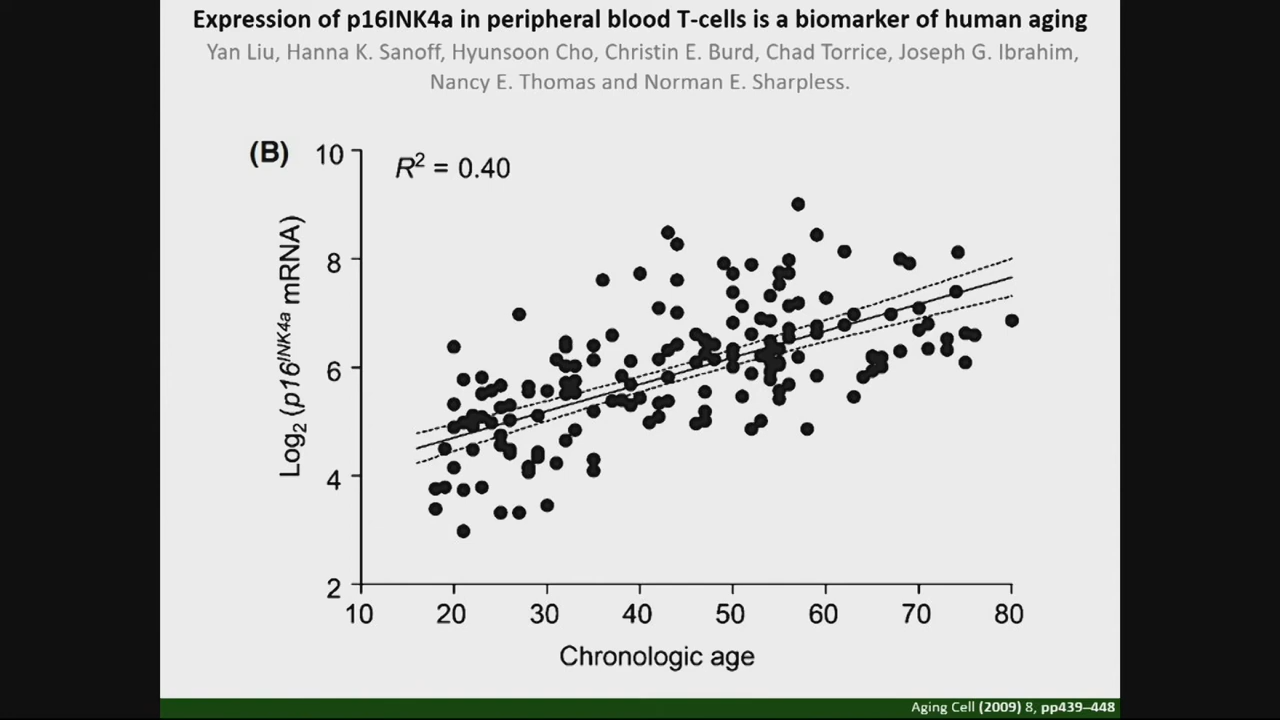 Expression of p16INK4a in peripheral blood T-cells is a biomarker of human aging
Yan Liu, Hanna K. Sanoff, Hyunsoon Cho, Christin E. Burd, Chad Torrice, Joseph G. Ibrahim,
Nancy E. Thomas and Norman E. Sharpless.
(B)
R² = 0.40
Log₂ (p16ᴵᴺᴷ⁴ᵃ mRNA)
10
8
6
4
2
10 20 30 40 50 60 70 80
Chronologic age
Aging Cell (2009) 8, pp439–448